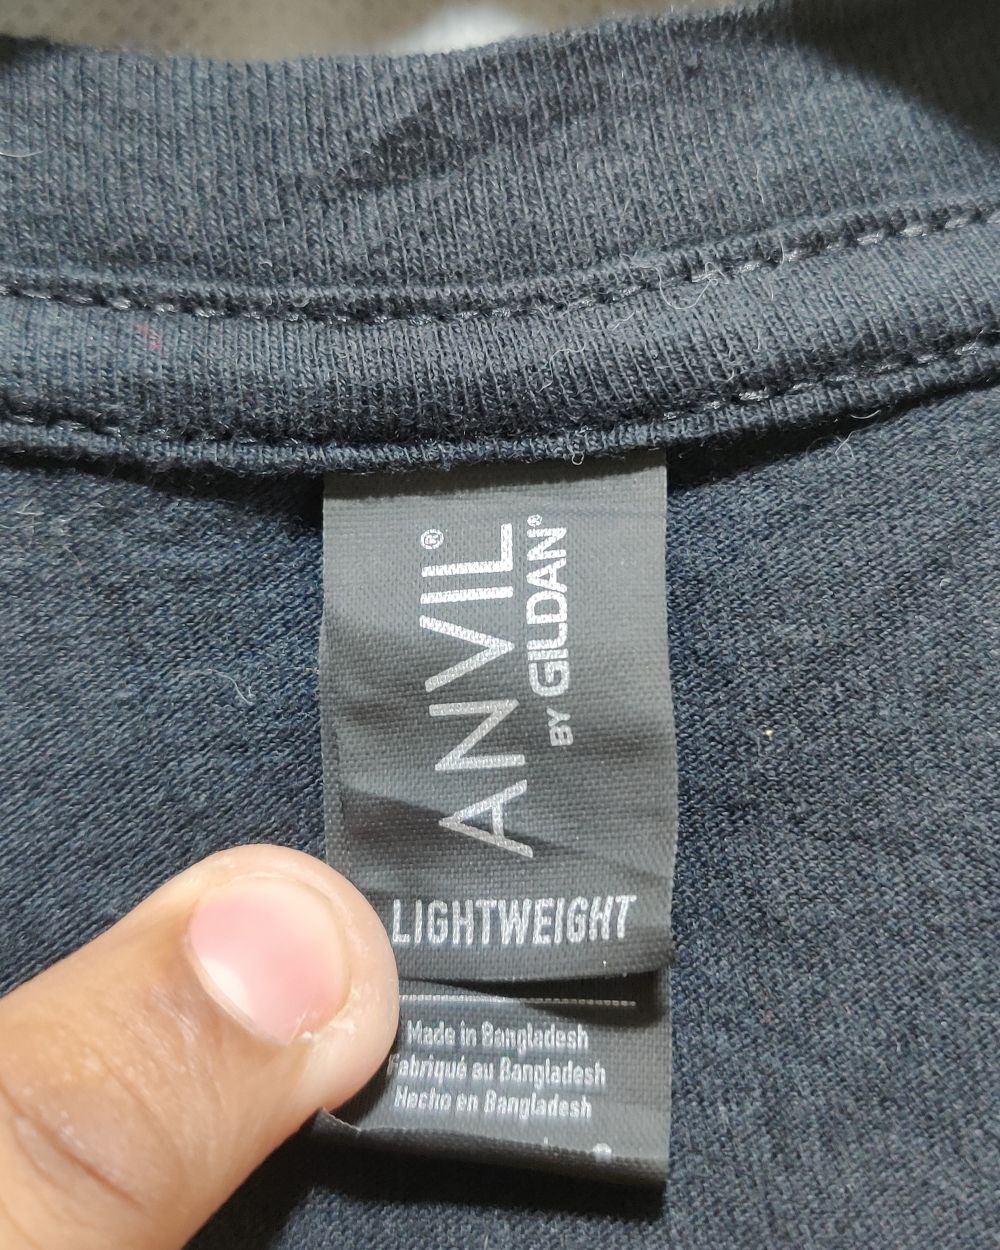 ANVIL®
BY GILDAN®
LIGHTWEIGHT
Made in Bangladesh
Fabriqué au Bangladesh
Hecho en Bangladesh